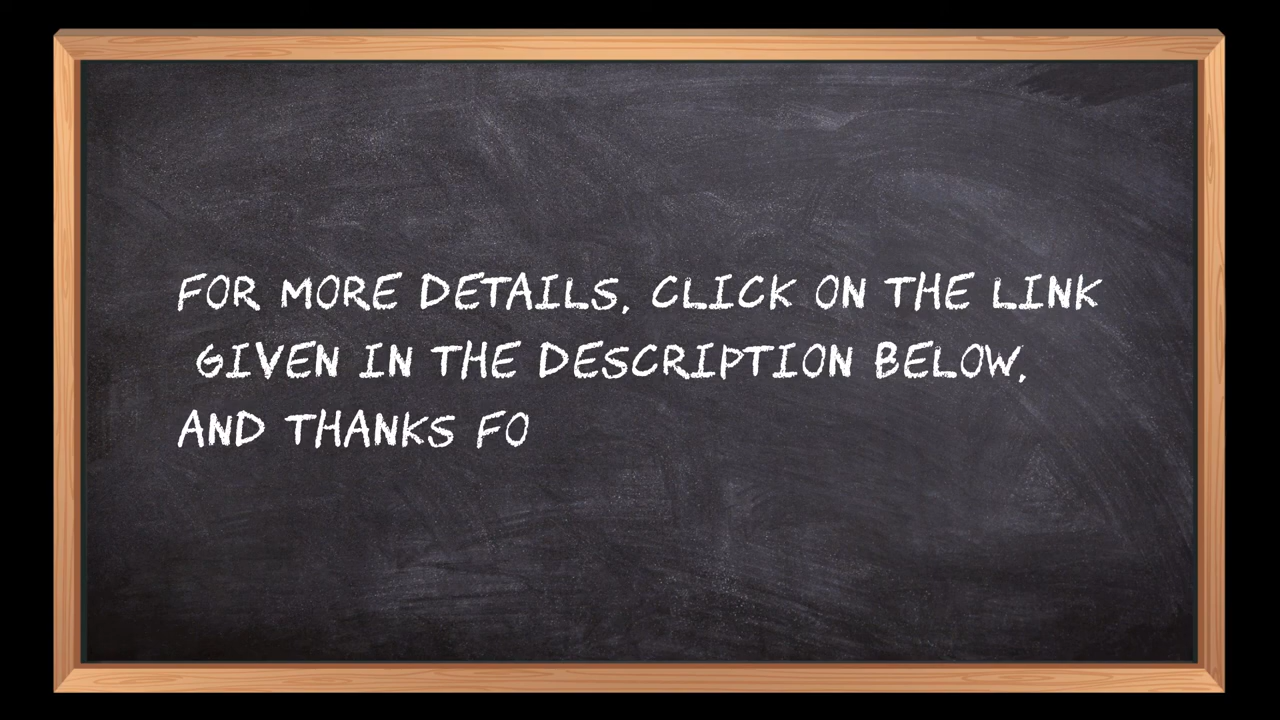 FOR MORE DETAILS, CLICK ON THE LINK
GIVEN IN THE DESCRIPTION BELOW,
AND THANKS FO